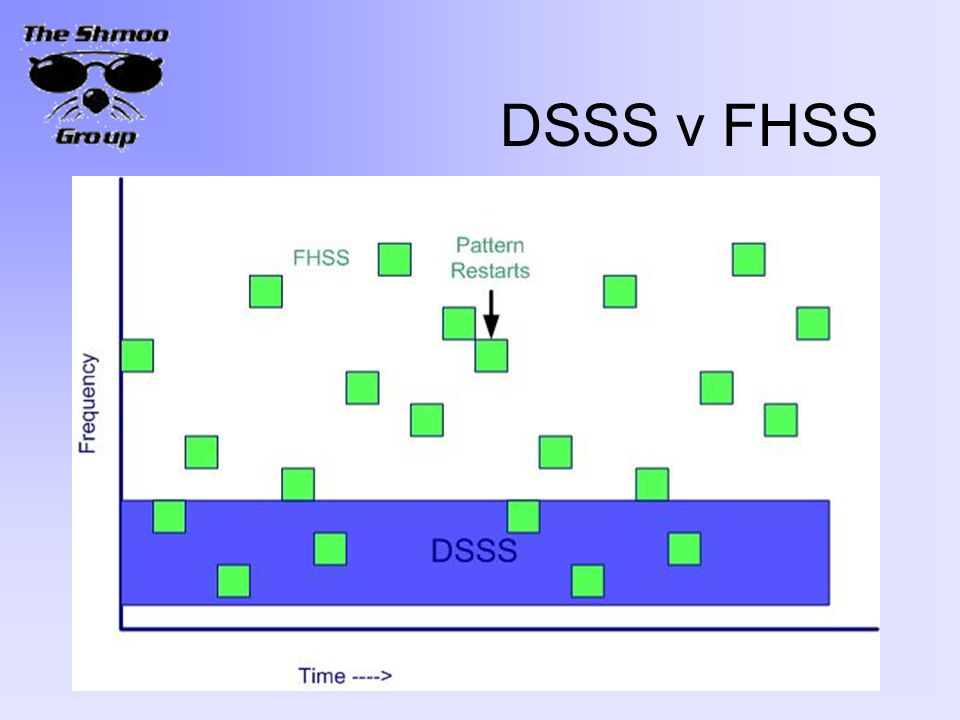 The Shmoo
Group
DSSS v FHSS
FHSS
Pattern
Restarts
Frequency
DSSS
Time ---->